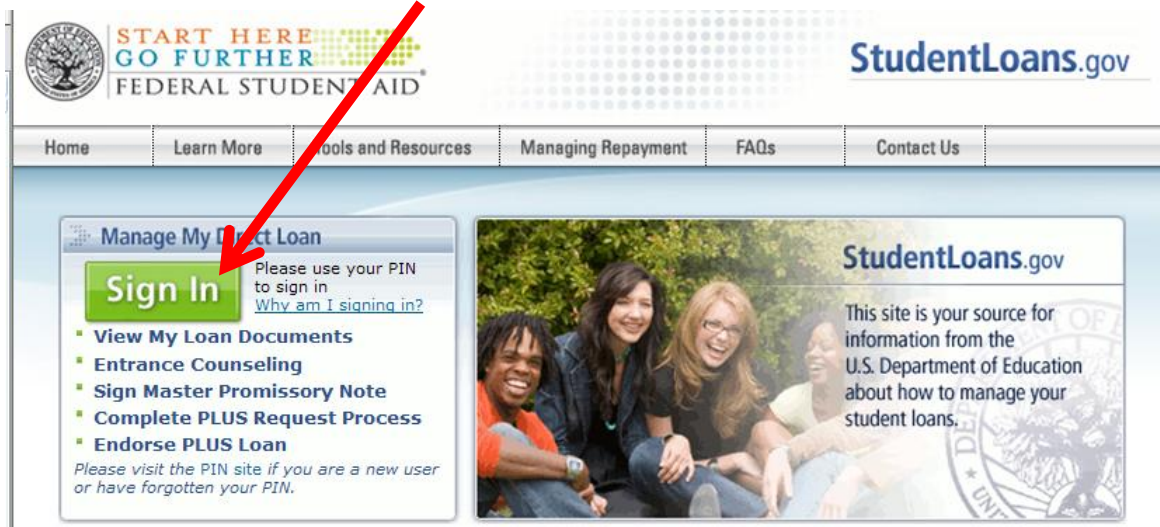 START HERE
GO FURTHER
FEDERAL STUDENT AID®
StudentLoans.gov
Home Learn More Tools and Resources Managing Repayment FAQs Contact Us
Manage My Direct Loan
Sign In
Please use your PIN
to sign in
Why am I signing in?
View My Loan Documents
Entrance Counseling
Sign Master Promissory Note
Complete PLUS Request Process
Endorse PLUS Loan
Please visit the PIN site if you are a new user
or have forgotten your PIN.
StudentLoans.gov
This site is your source for
information from the
U.S. Department of Education
about how to manage your
student loans.